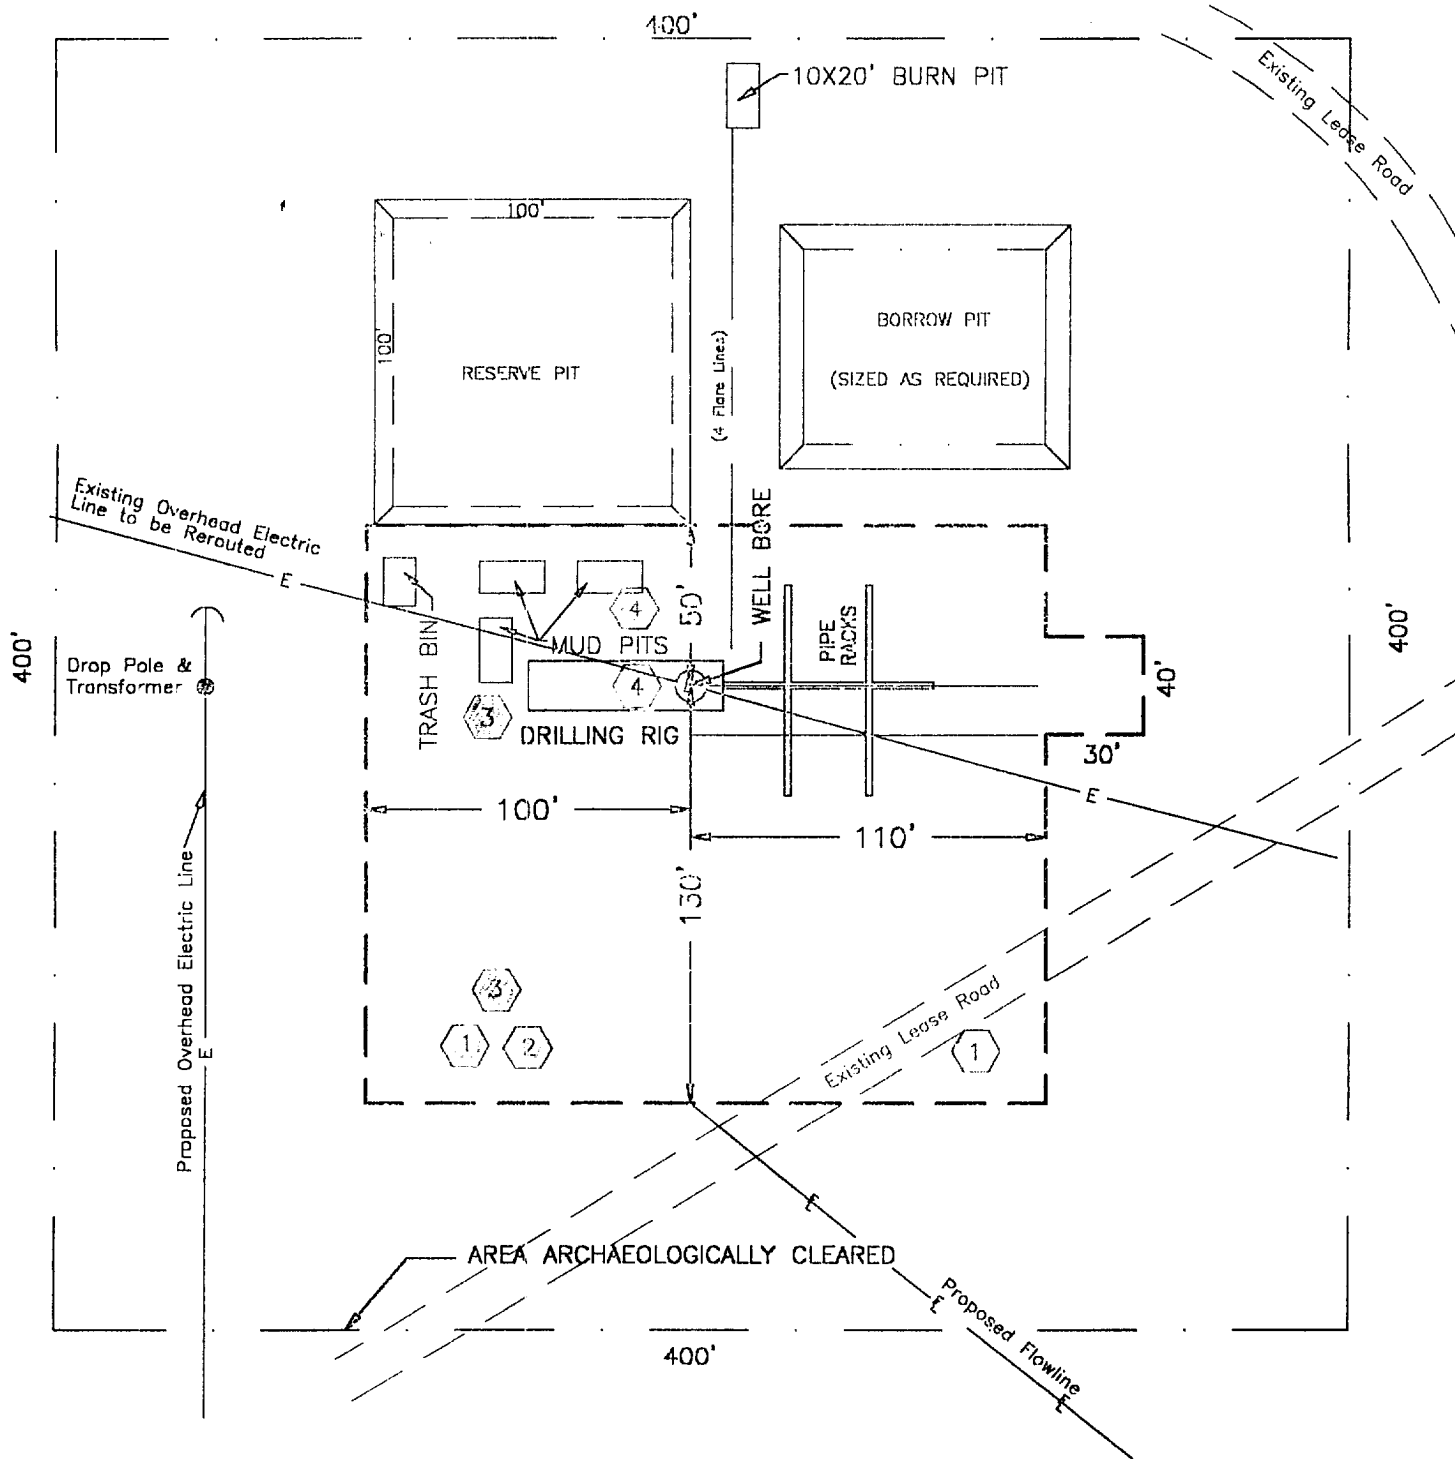 400'
10X20' BURN PIT
Existing Lease Road
100'
100'
RESERVE PIT
BORROW PIT
(SIZED AS REQUIRED)
(4 Flare Lines)
Existing Overhead Electric
Line to be Rerouted
E
WELL BORE
50'
4
TRASH BIN
MUD PITS
PIPE
RACKS
400'
400'
Drop Pole &
Transformer
4
40'
3
DRILLING RIG
30'
E
100'
110'
130'
Proposed Overhead Electric Line
E
3
1
2
Existing Lease Road
1
AREA ARCHAEOLOGICALLY CLEARED
Proposed Flowline
400'